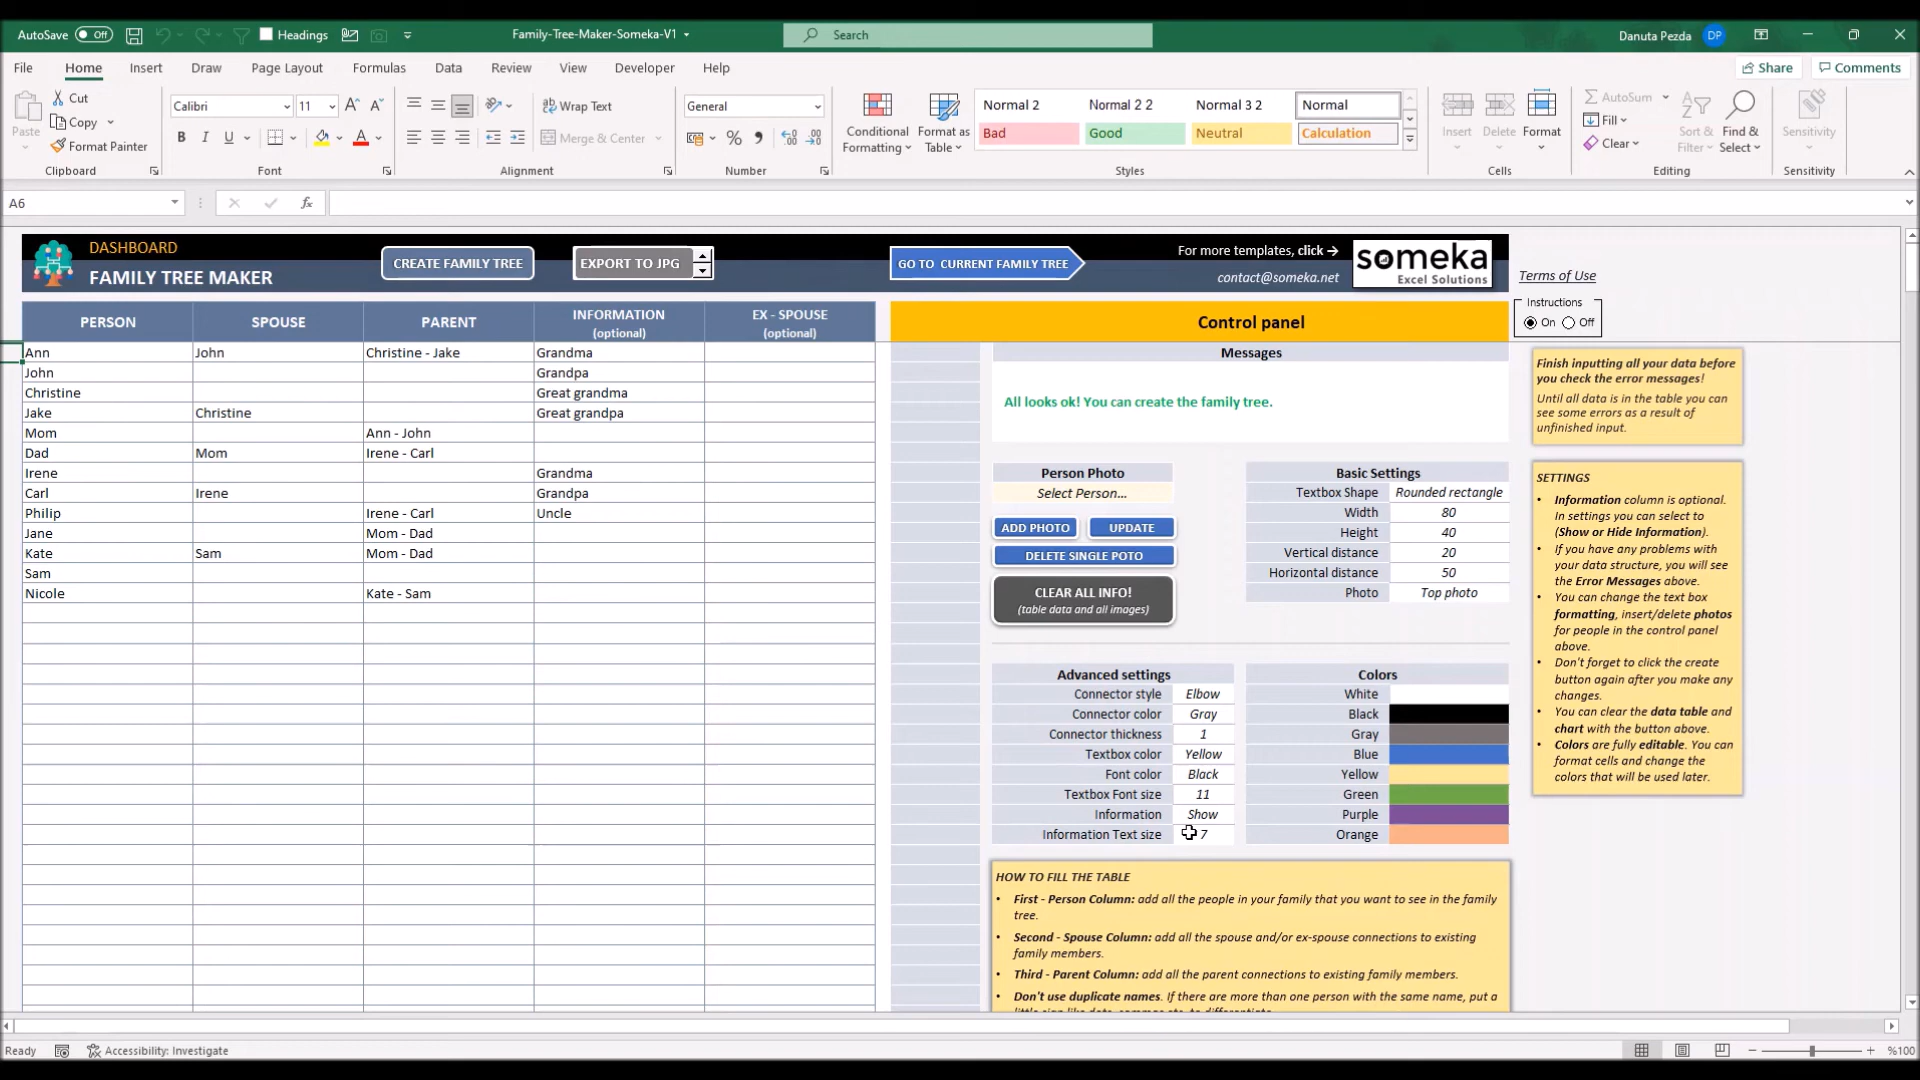 AutoSave Off Headings Family-Tree-Maker-Someka-V1 Search Danuta Pezda DP
File Home Insert Draw Page Layout Formulas Data Review View Developer Help Share Comments
Cut
Copy
Format Painter
Paste
Clipboard
Calibri 11
B I U
Font
Wrap Text
Merge & Center
Alignment
General
Number
Conditional Formatting
Format as Table
Normal 2 Normal 2 2 Normal 3 2 Normal
Bad Good Neutral Calculation
Styles
Insert Delete Format
Cells
AutoSum
Fill
Clear
Sort & Filter
Find & Select
Editing
Sensitivity
Sensitivity
A6 fx
DASHBOARD
FAMILY TREE MAKER
CREATE FAMILY TREE EXPORT TO JPG GO TO CURRENT FAMILY TREE
For more templates, click →
contact@someka.net
someka
Excel Solutions
Terms of Use
Instructions
On Off
PERSON SPOUSE PARENT INFORMATION (optional) EX - SPOUSE (optional)
Ann John Christine - Jake Grandma
John Grandpa
Christine Great grandma
Jake Christine Great grandpa
Mom Ann - John
Dad Mom Irene - Carl
Irene Grandma
Carl Irene Grandpa
Philip Irene - Carl Uncle
Jane Mom - Dad
Kate Sam Mom - Dad
Sam
Nicole Kate - Sam
Control panel
Messages
All looks ok! You can create the family tree.
Person Photo
Select Person...
ADD PHOTO UPDATE
DELETE SINGLE POTO
CLEAR ALL INFO!
(table data and all images)
Basic Settings
Textbox Shape Rounded rectangle
Width 80
Height 40
Vertical distance 20
Horizontal distance 50
Photo Top photo
Advanced settings
Connector style Elbow
Connector color Gray
Connector thickness 1
Textbox color Yellow
Font color Black
Textbox Font size 11
Information Show
Information Text size 7
Colors
White
Black
Gray
Blue
Yellow
Green
Purple
Orange
HOW TO FILL THE TABLE
• First - Person Column: add all the people in your family that you want to see in the family
tree.
• Second - Spouse Column: add all the spouse and/or ex-spouse connections to existing
family members.
• Third - Parent Column: add all the parent connections to existing family members.
• Don't use duplicate names. If there are more than one person with the same name, put a
Finish inputting all your data before
you check the error messages!
Until all data is in the table you can
see some errors as a result of
unfinished input.
SETTINGS
• Information column is optional.
In settings you can select to
(Show or Hide Information).
• If you have any problems with
your data structure, you will see
the Error Messages above.
• You can change the text box
formatting, insert/delete photos
for people in the control panel
above.
• Don't forget to click the create
button again after you make any
changes.
• You can clear the data table and
chart with the button above.
• Colors are fully editable. You can
format cells and change the
colors that will be used later.
Ready Accessibility: Investigate %100